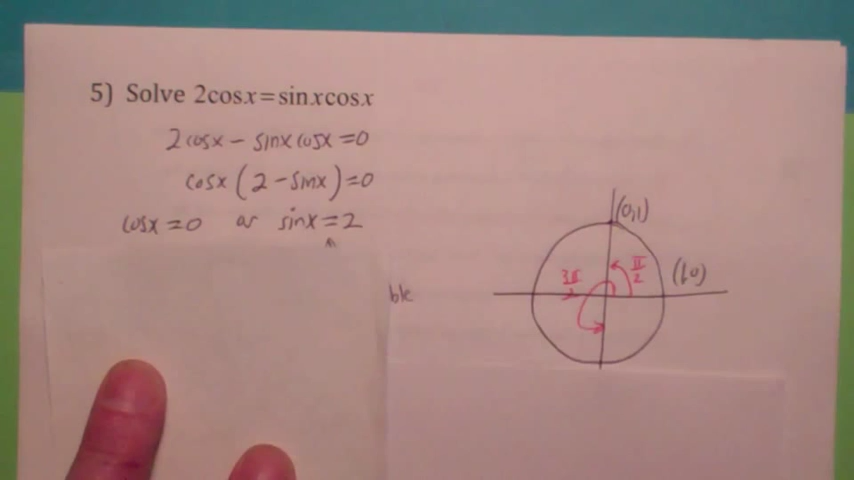 5) Solve 2cosx=sinxcosx
2cosx - sinx cosx = 0
cosx (2 - sinx) = 0
cosx = 0 or sinx = 2
ble
(0,1)
(1,0)
π/2
3π/2